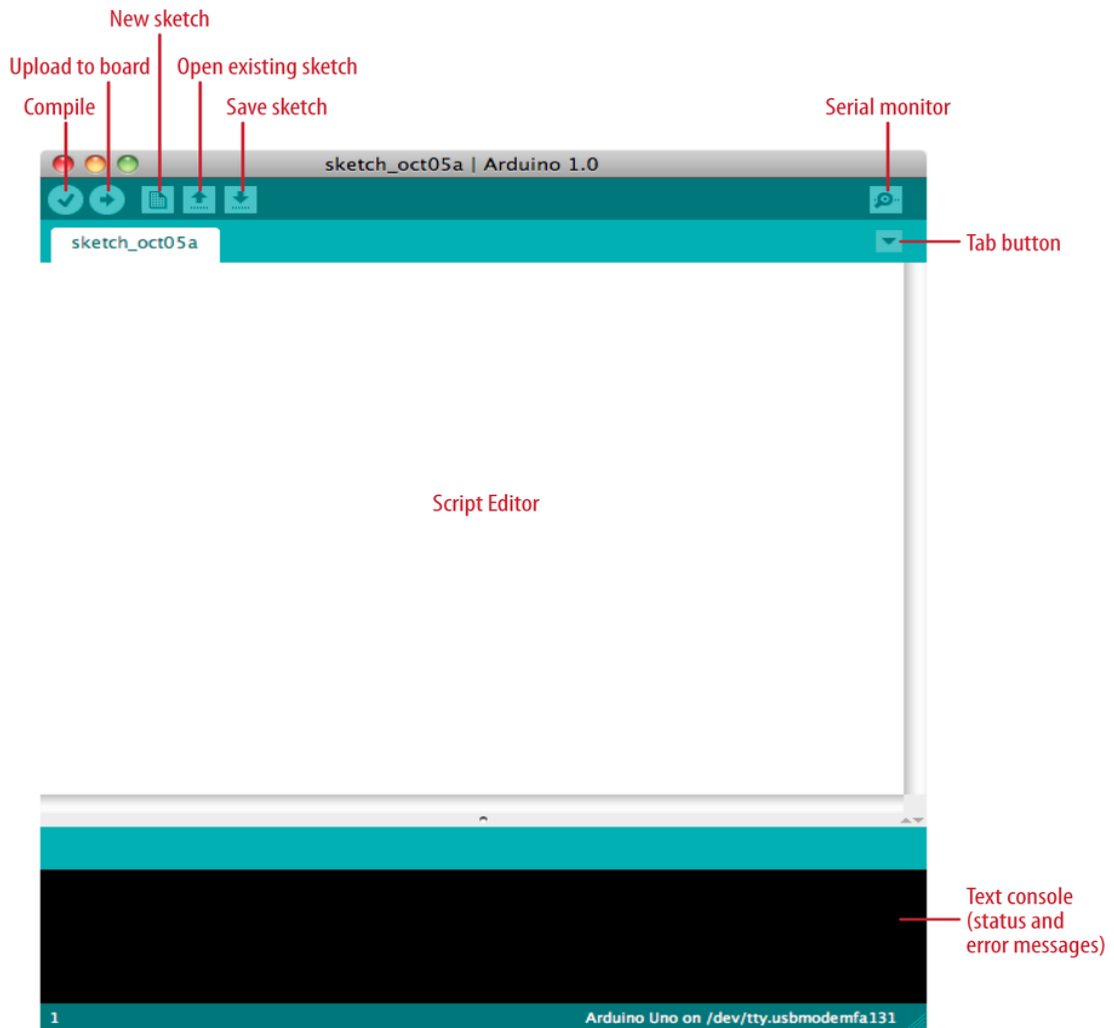 New sketch
Upload to board
Open existing sketch
Compile
Save sketch
Serial monitor
sketch_oct05a | Arduino 1.0
sketch_oct05a
Tab button
Script Editor
Text console
(status and
error messages)
1
Arduino Uno on /dev/tty.usbmodemfa131